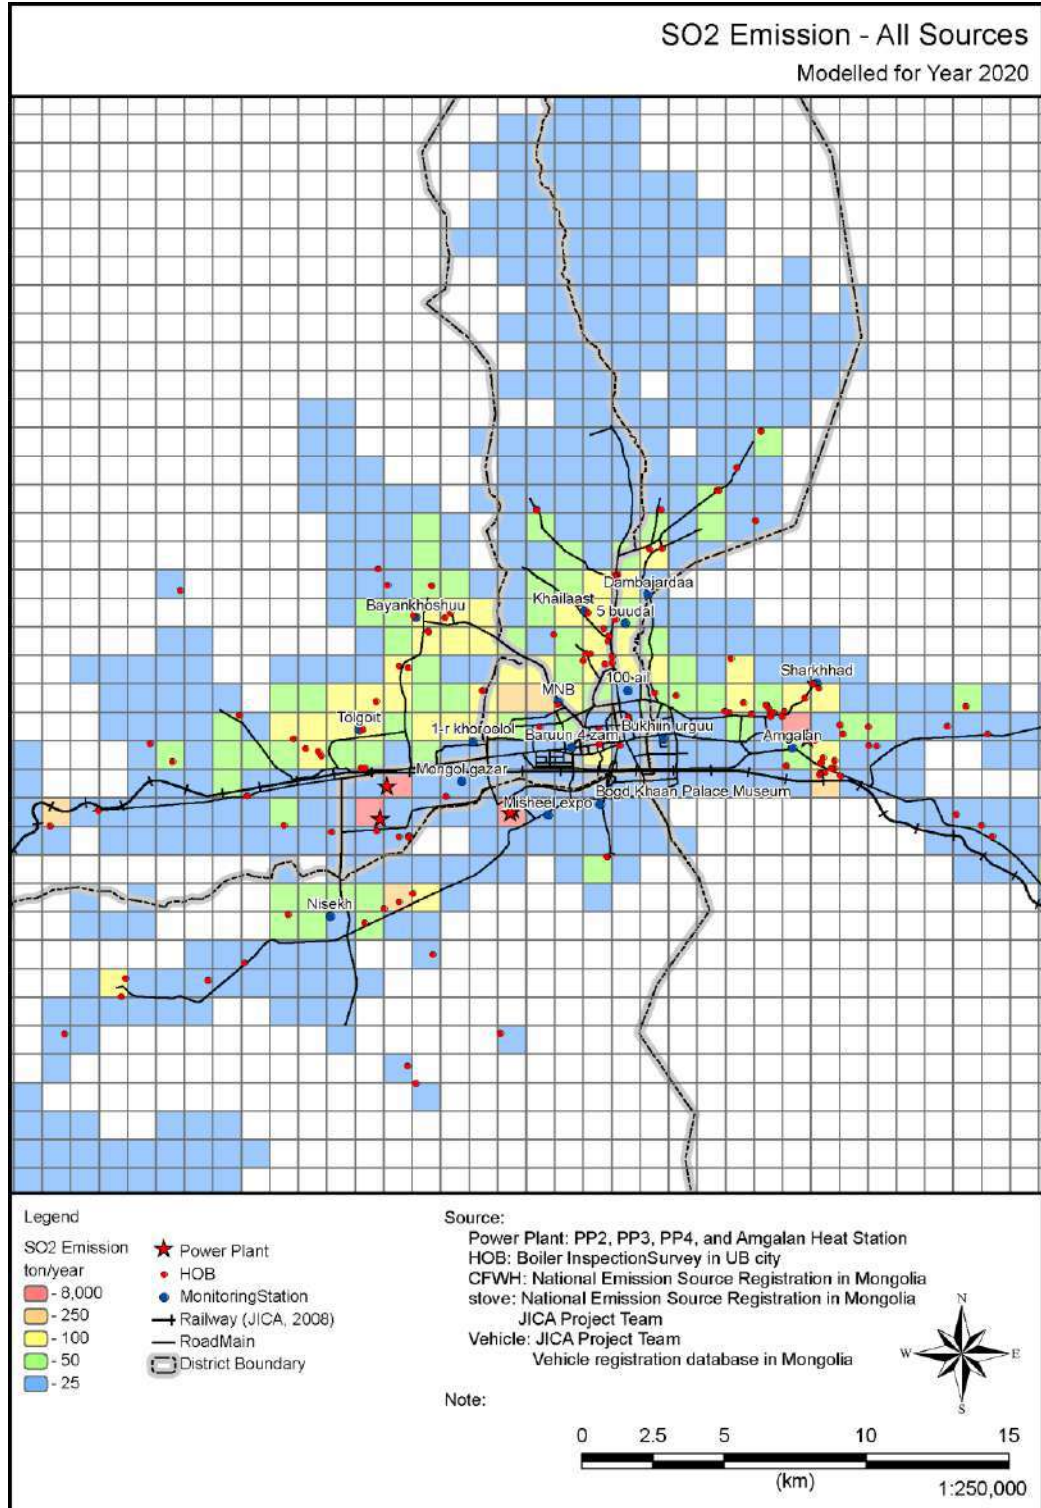 SO2 Emission - All Sources
Modelled for Year 2020
Dambajardaa
Khailaast
5 buudal
Bayankhoshuu
Sharkhhad
100 ail
MNB
Tolgoit
1-r khoroolol
Baruun 4 zam
Bukhiin urguu
Amgalan
Mongol gazar
Bogd Khaan Palace Museum
Misheel expo
Nisekh
Legend
SO2 Emission
ton/year
- 8,000
- 250
- 100
- 50
- 25
Power Plant
HOB
MonitoringStation
Railway (JICA, 2008)
RoadMain
District Boundary
Source:
Power Plant: PP2, PP3, PP4, and Amgalan Heat Station
HOB: Boiler InspectionSurvey in UB city
CFWH: National Emission Source Registration in Mongolia
stove: National Emission Source Registration in Mongolia
JICA Project Team
Vehicle: JICA Project Team
Vehicle registration database in Mongolia
Note:
N
W E
S
0 2.5 5 10 15
(km)
1:250,000